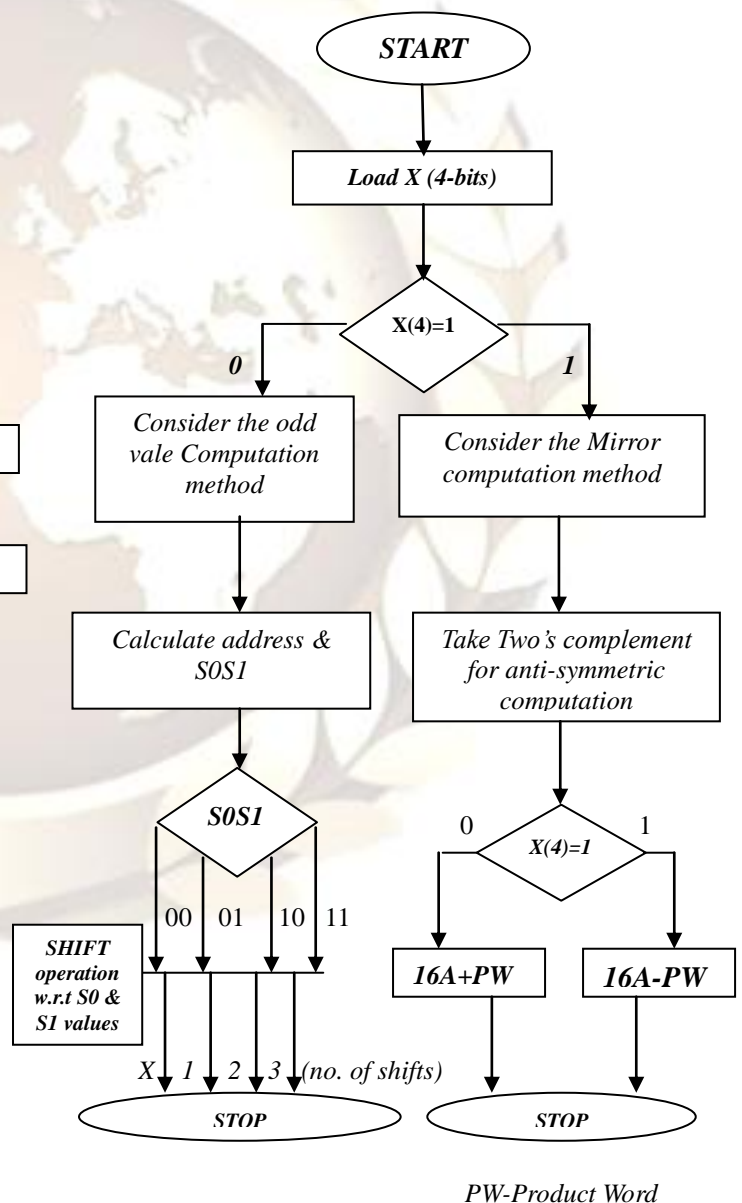 START
Load X (4-bits)
X(4)=1
0
1
Consider the odd
vale Computation
method
Consider the Mirror
computation method
Calculate address &
S0S1
Take Two's complement
for anti-symmetric
computation
S0S1
0
X(4)=1
1
00 01 10 11
SHIFT
operation
w.r.t S0 &
S1 values
16A+PW
16A-PW
X 1 2 3 (no. of shifts)
STOP
STOP
PW-Product Word